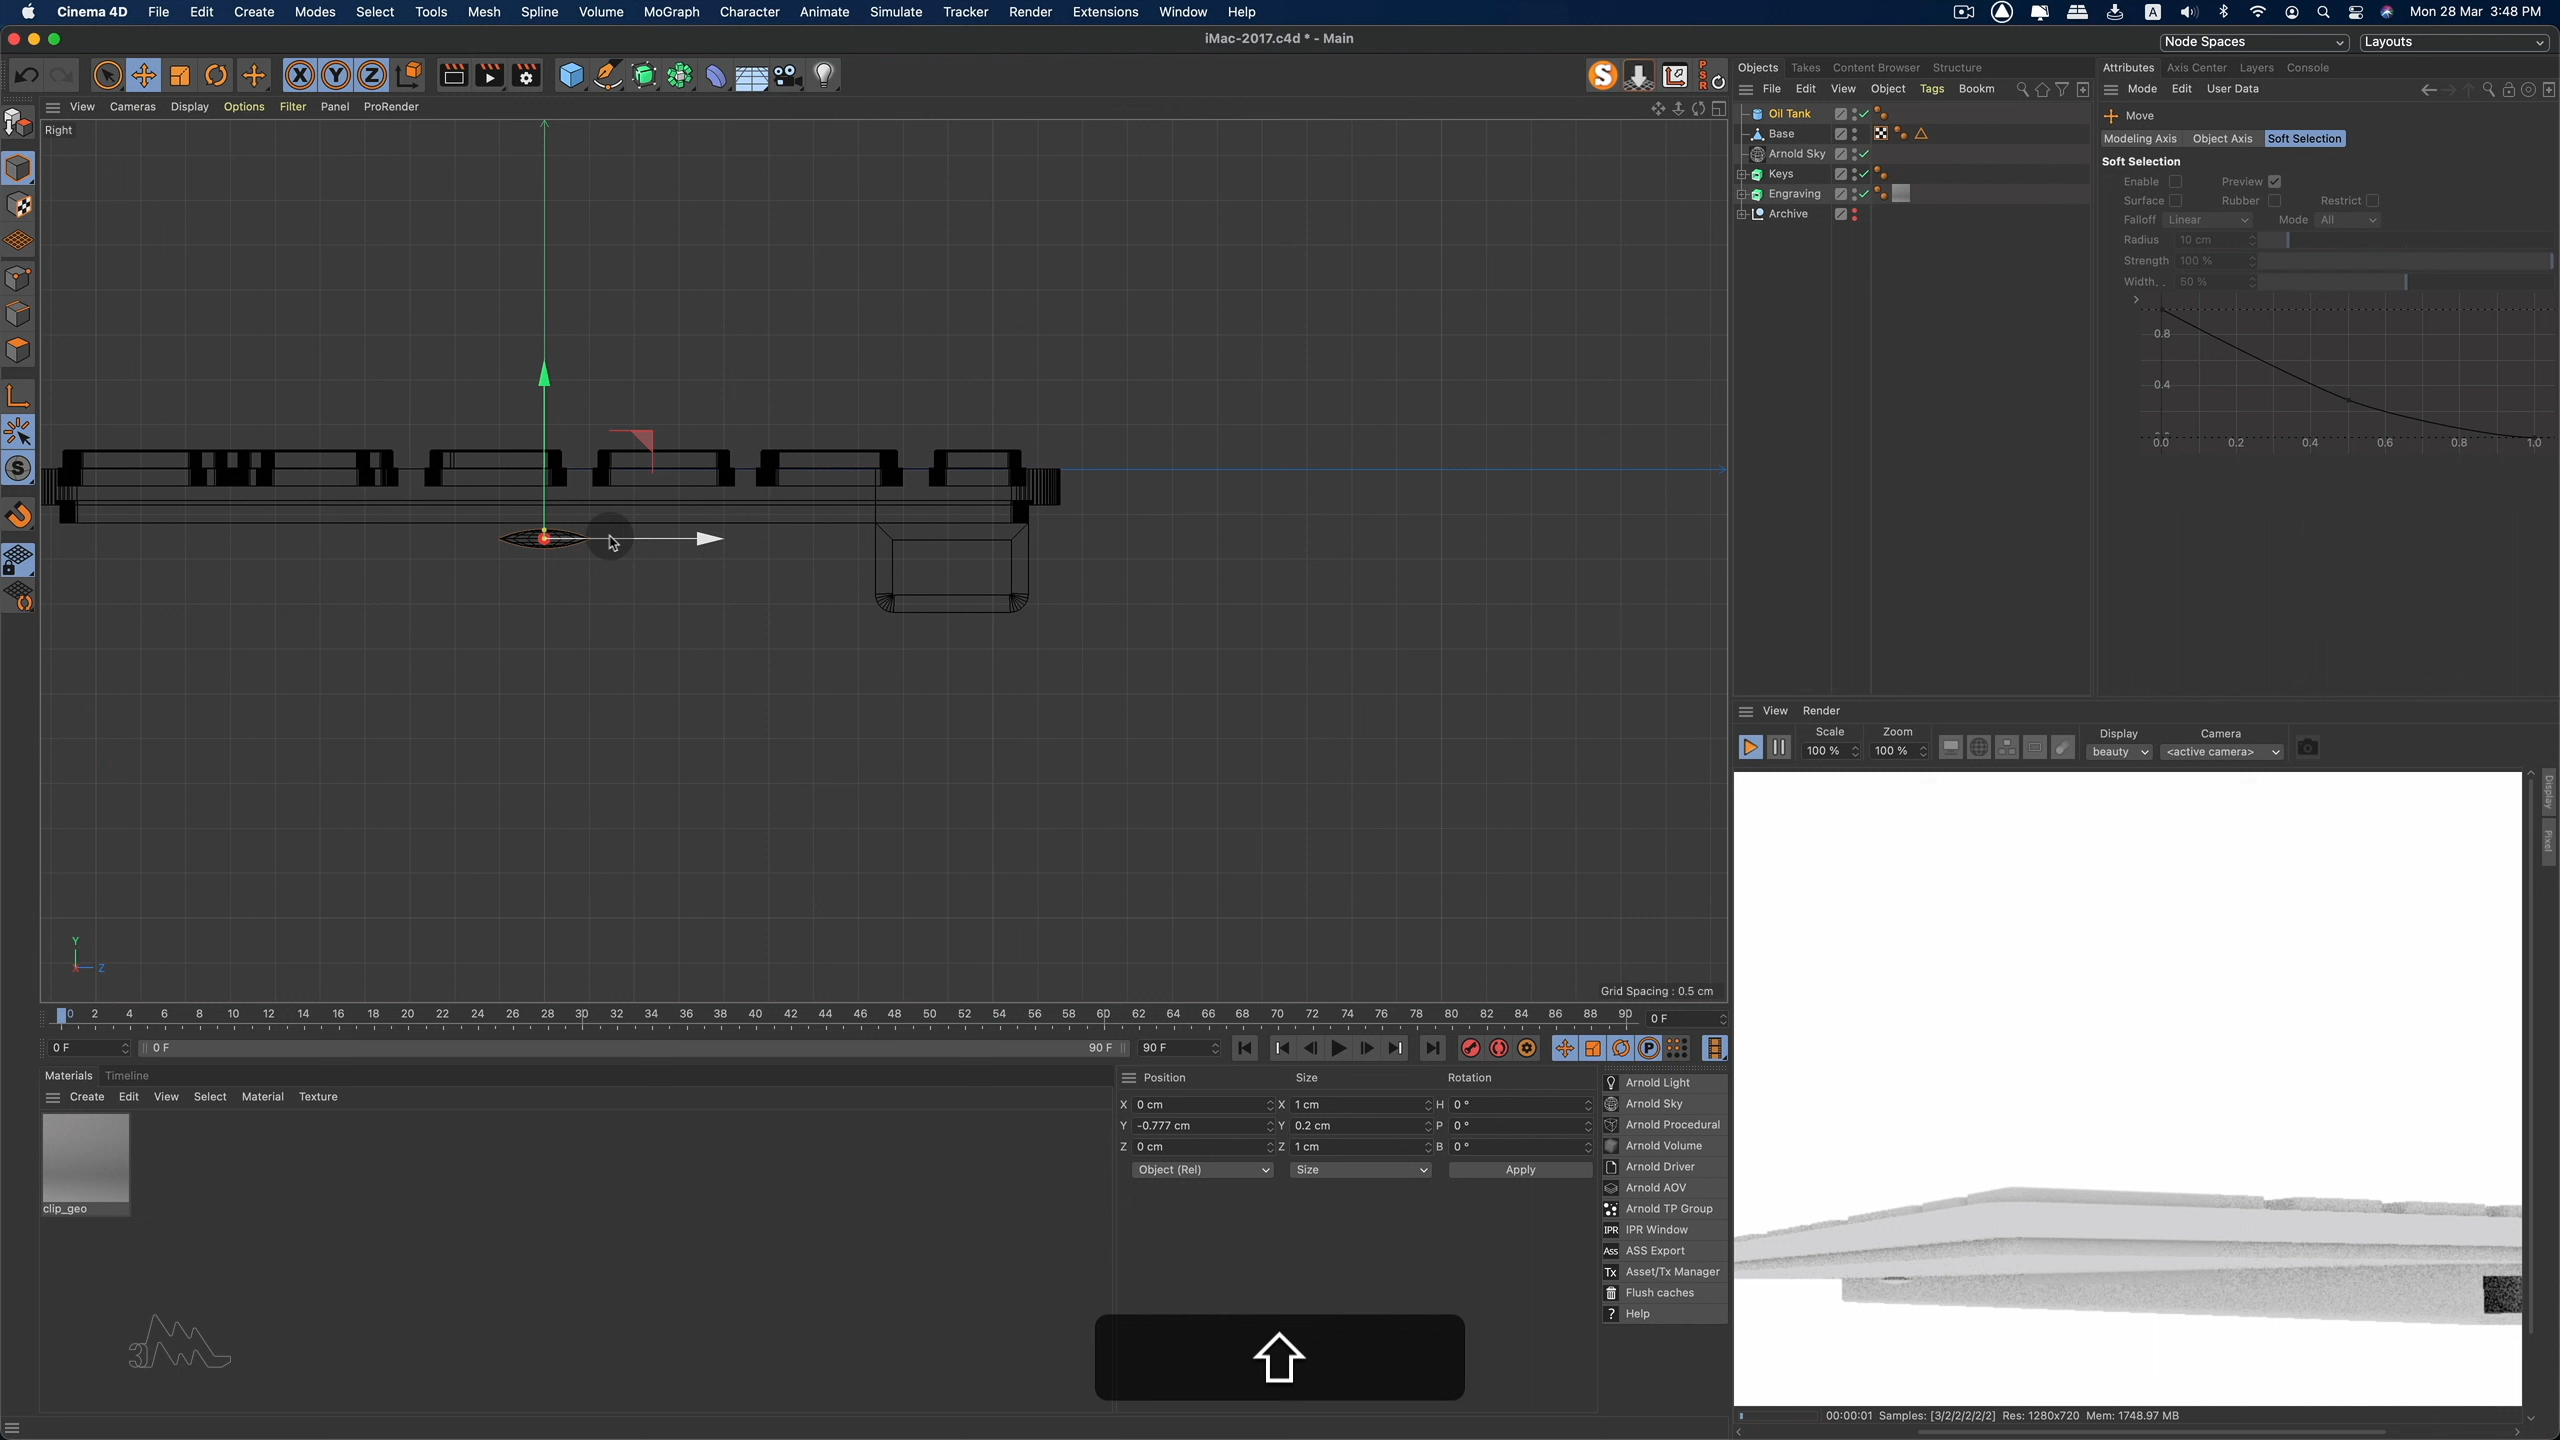 Cinema 4D File Edit Create Modes Select Tools Mesh Spline Volume MoGraph Character Animate Simulate Tracker Render Extensions Window Help A Mon 28 Mar 3:48 PM
iMac-2017.c4d * - Main
Node Spaces Layouts
X Y Z S P S R
Objects Takes Content Browser Structure
File Edit View Object Tags Bookm
Attributes Axis Center Layers Console
Mode Edit User Data
View Cameras Display Options Filter Panel ProRender
Right
Oil Tank
Base
Arnold Sky
Keys
Engraving
Archive
Move
Modeling Axis Object Axis Soft Selection
Soft Selection
Enable Preview
Surface Rubber Restrict
Falloff Linear Mode All
Radius 10 cm
Strength 100 %
Width. . 50 %
0.8
0.4
0.0 0.2 0.4 0.6 0.8 1.0
Y
X Z
Grid Spacing : 0.5 cm
View Render
Scale Zoom Display Camera
100 % 100 % beauty <active camera>
Display
Pixel
0 2 4 6 8 10 12 14 16 18 20 22 24 26 28 30 32 34 36 38 40 42 44 46 48 50 52 54 56 58 60 62 64 66 68 70 72 74 76 78 80 82 84 86 88 90 0 F
0 F 0 F 90 F 90 F P
Materials Timeline
Create Edit View Select Material Texture
clip_geo
Position Size Rotation
X 0 cm X 1 cm H 0 °
Y -0.777 cm Y 0.2 cm P 0 °
Z 0 cm Z 1 cm B 0 °
Object (Rel) Size Apply
Arnold Light
Arnold Sky
Arnold Procedural
Arnold Volume
Arnold Driver
Arnold AOV
Arnold TP Group
IPR IPR Window
Ass ASS Export
Tx Asset/Tx Manager
Flush caches
? Help
00:00:01 Samples: [3/2/2/2/2/2] Res: 1280x720 Mem: 1748.97 MB